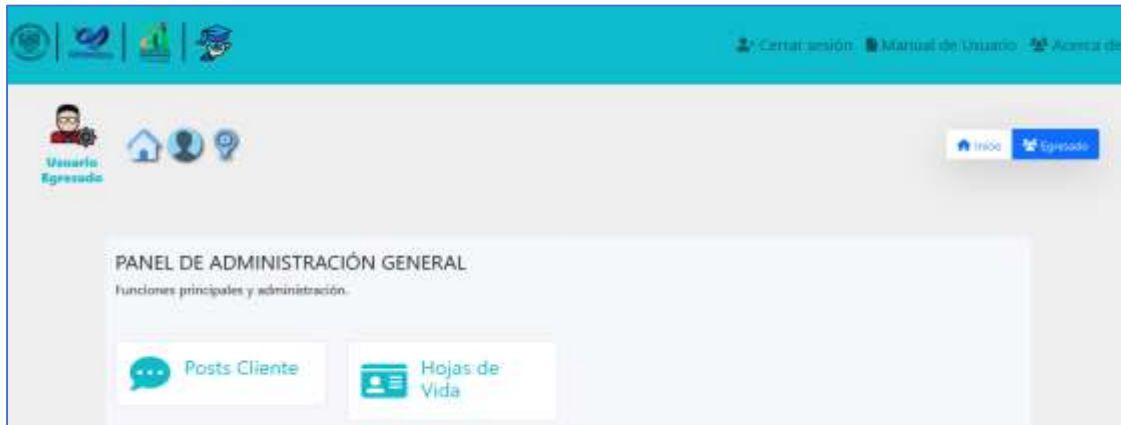 Cerrar sesión Manual de Usuario Acerca de
Usuario
Egresado
Inicio Egresado
PANEL DE ADMINISTRACIÓN GENERAL
Funciones principales y administración.
Posts Cliente
Hojas de
Vida